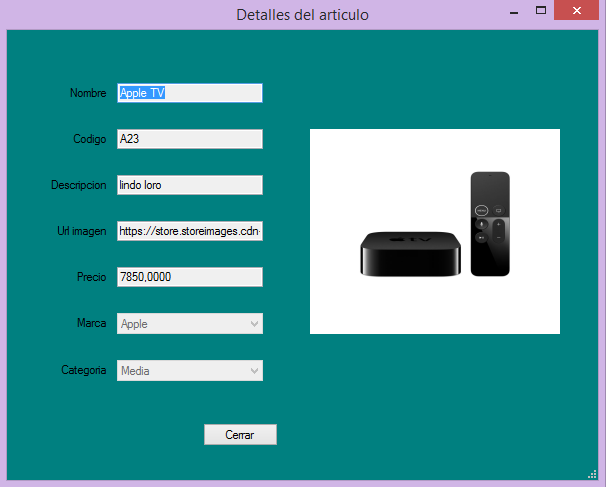 Detalles del articulo
Nombre Apple TV
Codigo A23
Descripcion lindo loro
Url imagen https://store.storeimages.cdn-
Precio 7850,0000
Marca Apple
Categoria Media
tv
MENU
Cerrar